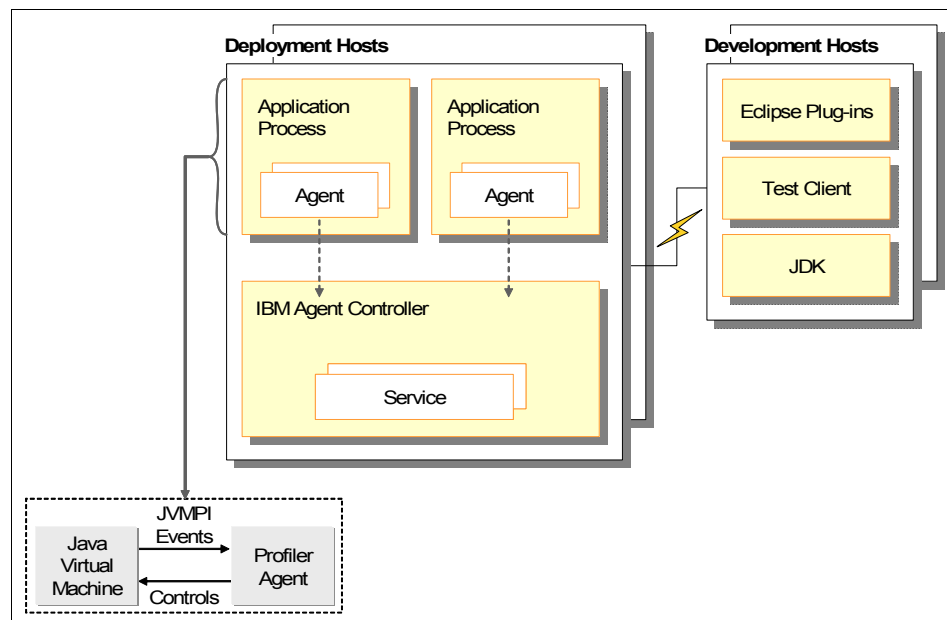 Deployment Hosts
Development Hosts
Application
Process
Agent
Application
Process
Agent
IBM Agent Controller
Service
Eclipse Plug-ins
Test Client
JDK
JVMPI
Events
Java
Virtual
Machine
Profiler
Agent
Controls